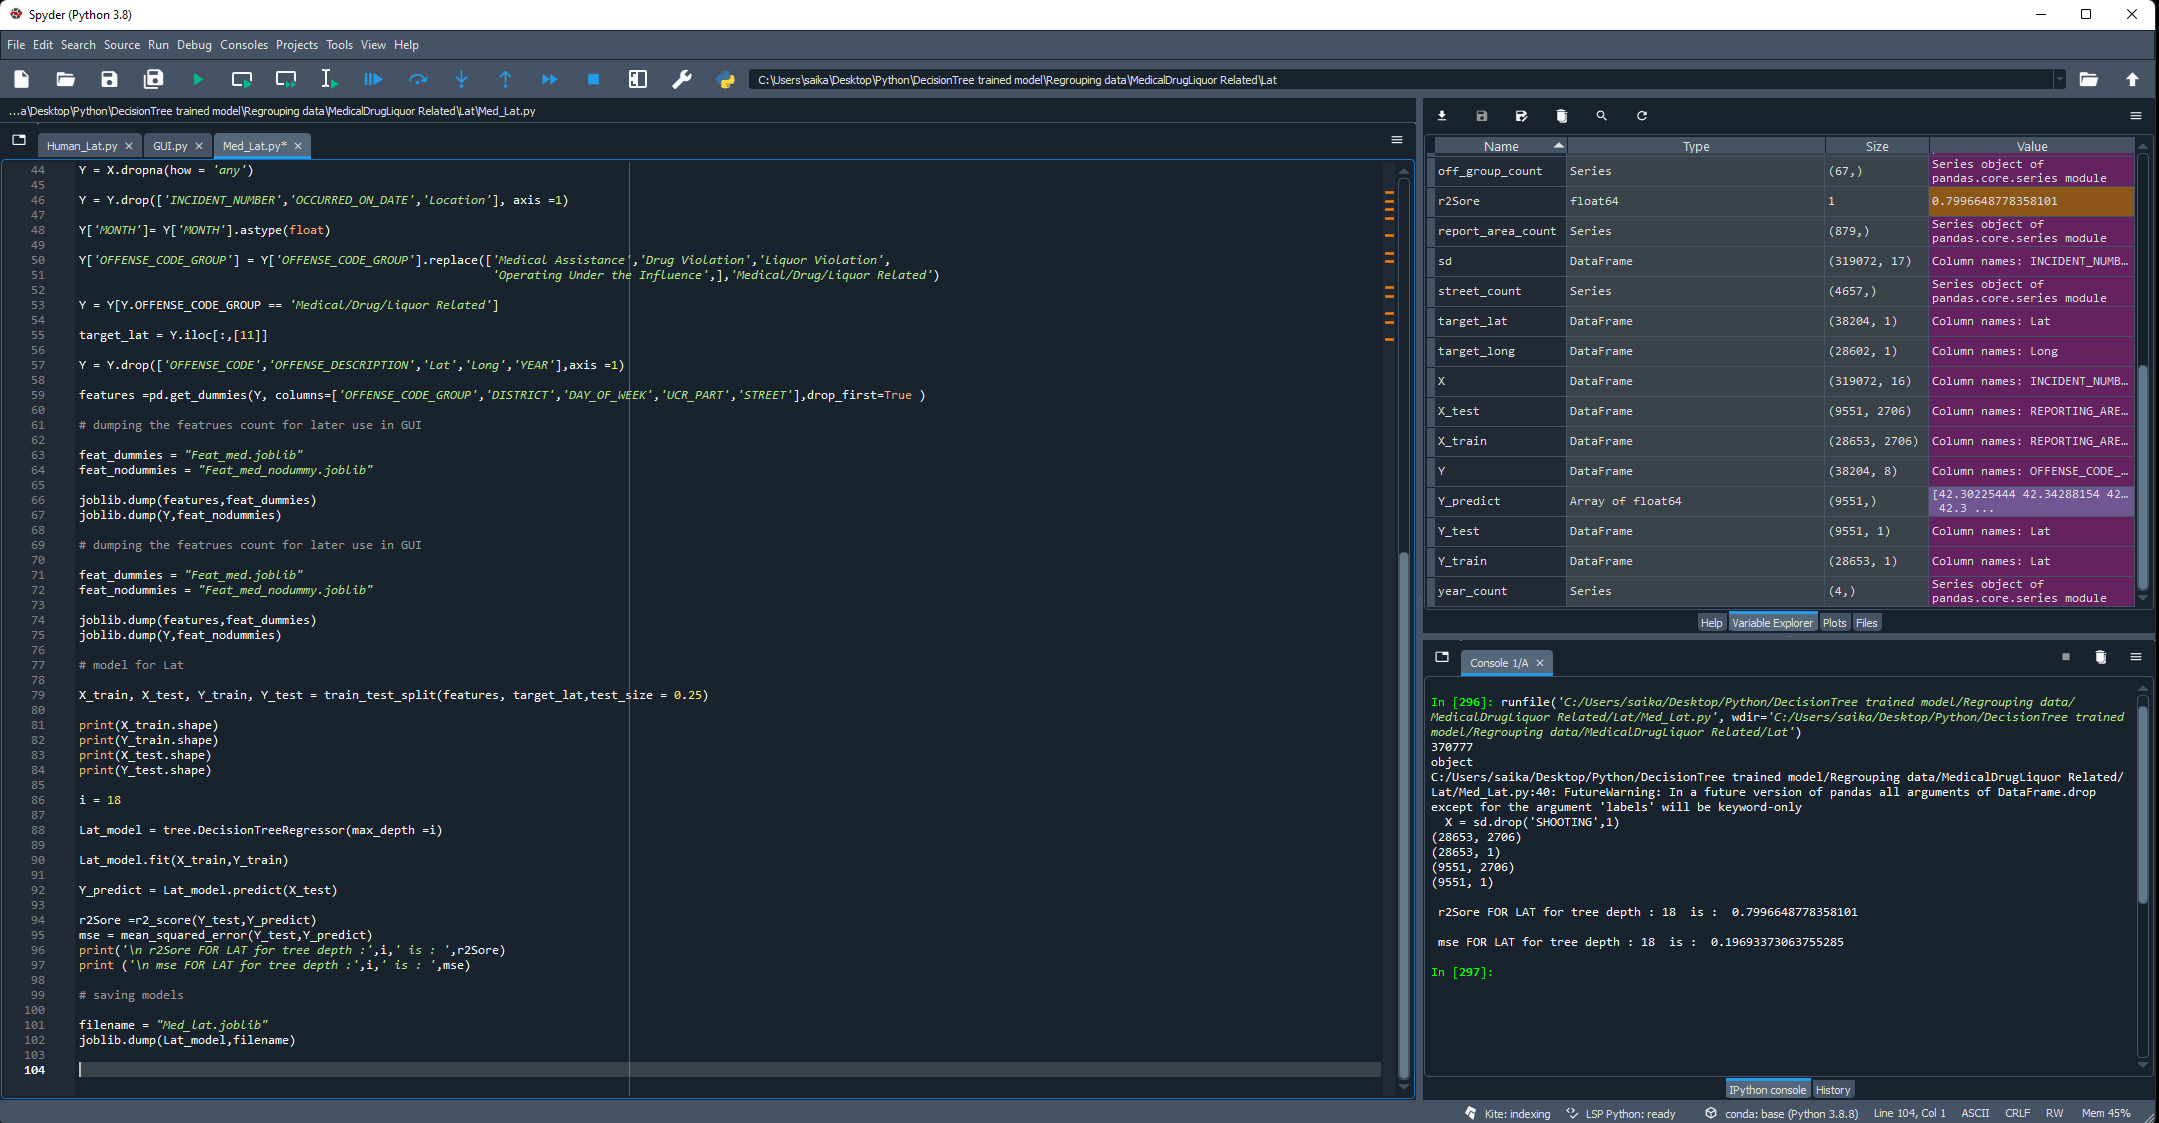 Spyder (Python 3.8)
File Edit Search Source Run Debug Consoles Projects Tools View Help
C:\Users\saika\Desktop\Python\DecisionTree trained model\Regrouping data\MedicalDrugLiquor Related\Lat
...a\Desktop\Python\DecisionTree trained model\Regrouping data\MedicalDrugLiquor Related\Lat\Med_Lat.py
Human_Lat.py GUI.py Med_Lat.py*
44 Y = X.dropna(how = 'any')
45
46 Y = Y.drop(['INCIDENT_NUMBER','OCCURRED_ON_DATE','Location'], axis =1)
47
48 Y['MONTH']= Y['MONTH'].astype(float)
49
50 Y['OFFENSE_CODE_GROUP'] = Y['OFFENSE_CODE_GROUP'].replace(['Medical Assistance','Drug Violation','Liquor Violation',
51 'Operating Under the Influence',],'Medical/Drug/Liquor Related')
52
53 Y = Y[Y.OFFENSE_CODE_GROUP == 'Medical/Drug/Liquor Related']
54
55 target_lat = Y.iloc[:,[11]]
56
57 Y = Y.drop(['OFFENSE_CODE','OFFENSE_DESCRIPTION','Lat','Long','YEAR'],axis =1)
58
59 features =pd.get_dummies(Y, columns=['OFFENSE_CODE_GROUP','DISTRICT','DAY_OF_WEEK','UCR_PART','STREET'],drop_first=True )
60
61 # dumping the featrues count for later use in GUI
62
63 feat_dummies = "Feat_med.joblib"
64 feat_nodummies = "Feat_med_nodummy.joblib"
65
66 joblib.dump(features,feat_dummies)
67 joblib.dump(Y,feat_nodummies)
68
69 # dumping the featrues count for later use in GUI
70
71 feat_dummies = "Feat_med.joblib"
72 feat_nodummies = "Feat_med_nodummy.joblib"
73
74 joblib.dump(features,feat_dummies)
75 joblib.dump(Y,feat_nodummies)
76
77 # model for Lat
78
79 X_train, X_test, Y_train, Y_test = train_test_split(features, target_lat,test_size = 0.25)
80
81 print(X_train.shape)
82 print(Y_train.shape)
83 print(X_test.shape)
84 print(Y_test.shape)
85
86 i = 18
87
88 Lat_model = tree.DecisionTreeRegressor(max_depth =i)
89
90 Lat_model.fit(X_train,Y_train)
91
92 Y_predict = Lat_model.predict(X_test)
93
94 r2Sore =r2_score(Y_test,Y_predict)
95 mse = mean_squared_error(Y_test,Y_predict)
96 print('\n r2Sore FOR LAT for tree depth :',i,' is : ',r2Sore)
97 print ('\n mse FOR LAT for tree depth :',i,' is : ',mse)
98
99 # saving models
100
101 filename = "Med_lat.joblib"
102 joblib.dump(Lat_model,filename)
103
104
Name Type Size Value
off_group_count Series (67,) Series object of
pandas.core.series module
r2Sore float64 1 0.7996648778358101
report_area_count Series (879,) Series object of
pandas.core.series module
sd DataFrame (319072, 17) Column names: INCIDENT_NUMB…
street_count Series (4657,) Series object of
pandas.core.series module
target_lat DataFrame (38204, 1) Column names: Lat
target_long DataFrame (28602, 1) Column names: Long
X DataFrame (319072, 16) Column names: INCIDENT_NUMB…
X_test DataFrame (9551, 2706) Column names: REPORTING_ARE…
X_train DataFrame (28653, 2706) Column names: REPORTING_ARE…
Y DataFrame (38204, 8) Column names: OFFENSE_CODE_…
Y_predict Array of float64 (9551,) [42.30225444 42.34288154 42…
42.3 ...
Y_test DataFrame (9551, 1) Column names: Lat
Y_train DataFrame (28653, 1) Column names: Lat
year_count Series (4,) Series object of
pandas.core.series module
Help Variable Explorer Plots Files
Console 1/A
In [296]: runfile('C:/Users/saika/Desktop/Python/DecisionTree trained model/Regrouping data/
MedicalDrugLiquor Related/Lat/Med_Lat.py', wdir='C:/Users/saika/Desktop/Python/DecisionTree trained
model/Regrouping data/MedicalDrugLiquor Related/Lat')
370777
object
C:/Users/saika/Desktop/Python/DecisionTree trained model/Regrouping data/MedicalDrugLiquor Related/
Lat/Med_Lat.py:40: FutureWarning: In a future version of pandas all arguments of DataFrame.drop
except for the argument 'labels' will be keyword-only
X = sd.drop('SHOOTING',1)
(28653, 2706)
(28653, 1)
(9551, 2706)
(9551, 1)
r2Sore FOR LAT for tree depth : 18 is : 0.7996648778358101
mse FOR LAT for tree depth : 18 is : 0.19693373063755285
In [297]:
IPython console History
Kite: indexing LSP Python: ready conda: base (Python 3.8.8) Line 104, Col 1 ASCII CRLF RW Mem 45%